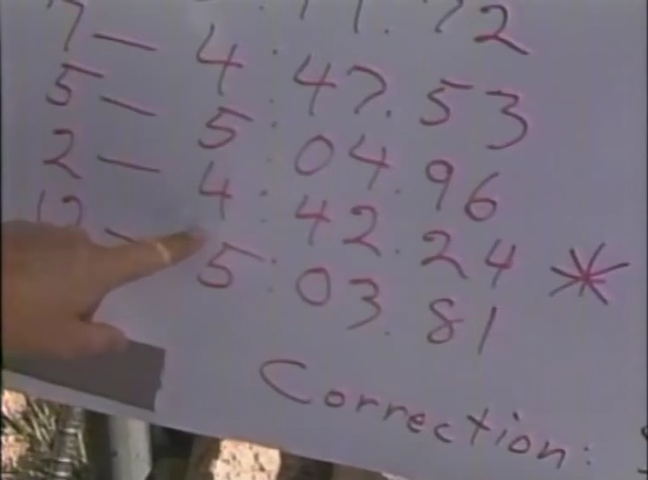 7 — 4:47.53
5 — 5:04.96
2 — 4:42.24 *
— 5:03.81
Correction: